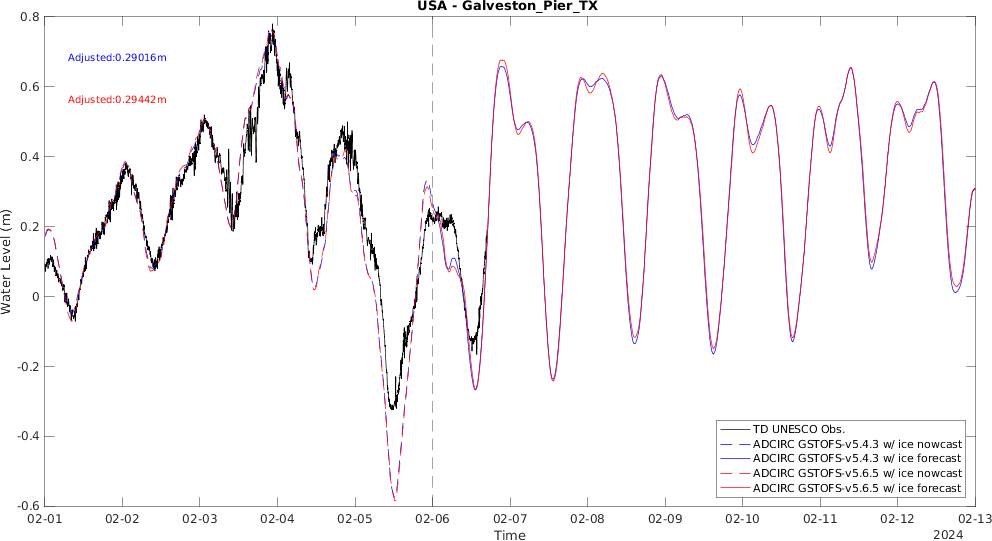 USA - Galveston_Pier_TX
Adjusted:0.29016m
Adjusted:0.29442m
Water Level (m)
0.8
0.6
0.4
0.2
0
-0.2
-0.4
-0.6
TD UNESCO Obs.
ADCIRC GSTOFS-v5.4.3 w/ ice nowcast
ADCIRC GSTOFS-v5.4.3 w/ ice forecast
ADCIRC GSTOFS-v5.6.5 w/ ice nowcast
ADCIRC GSTOFS-v5.6.5 w/ ice forecast
02-01 02-02 02-03 02-04 02-05 02-06 02-07 02-08 02-09 02-10 02-11 02-12 02-13
Time
2024